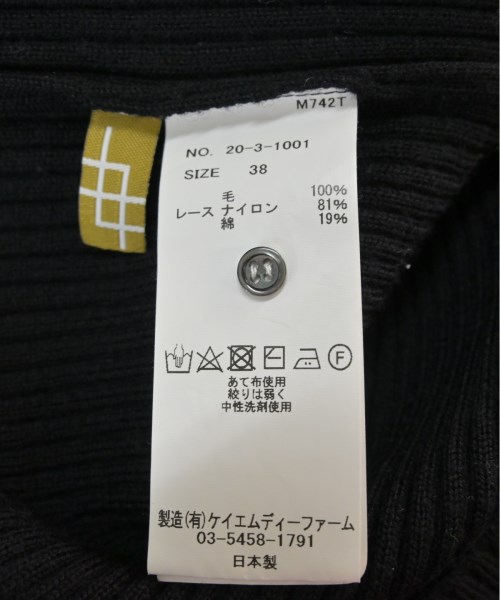 M742T
NO. 20-3-1001
SIZE 38
毛 100%
レース ナイロン 81%
綿 19%
F
あて布使用
絞りは弱く
中性洗剤使用
製造(有)ケイエムディーファーム
03-5458-1791
日本製